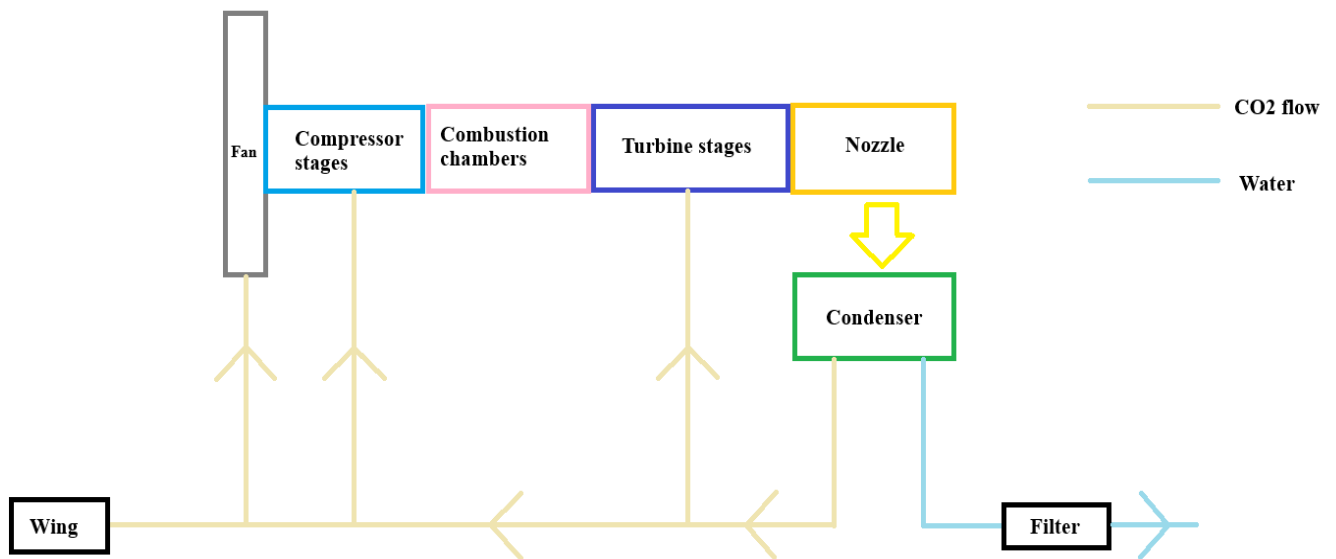 Fan
Compressor
stages
Combustion
chambers
Turbine stages
Nozzle
CO2 flow
Water
Condenser
Wing
Filter